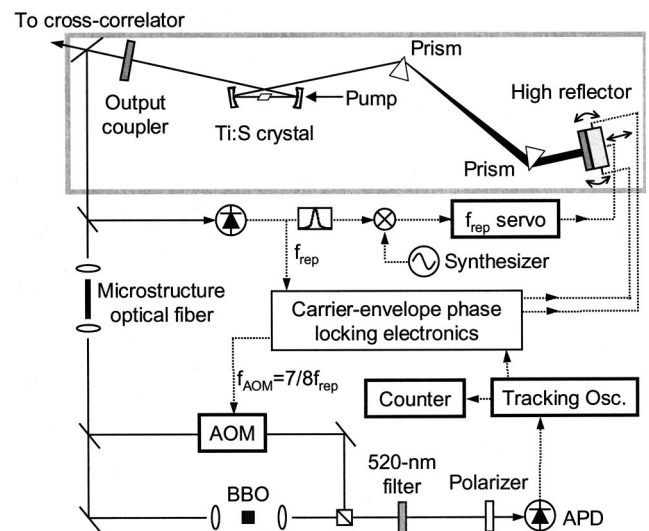 To cross-correlator
Prism
Output
coupler
Pump
Ti:S crystal
High reflector
Prism
f_rep servo
f_rep
Synthesizer
Microstructure
optical fiber
Carrier-envelope phase
locking electronics
f_AOM=7/8f_rep
Counter
Tracking Osc.
AOM
520-nm
filter
Polarizer
BBO
APD